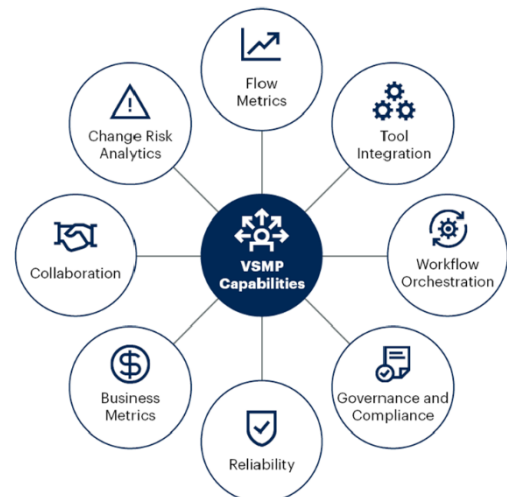 Flow
Metrics
Tool
Integration
Workflow
Orchestration
Governance and
Compliance
Reliability
Business
Metrics
Collaboration
Change Risk
Analytics
VSMP
Capabilities